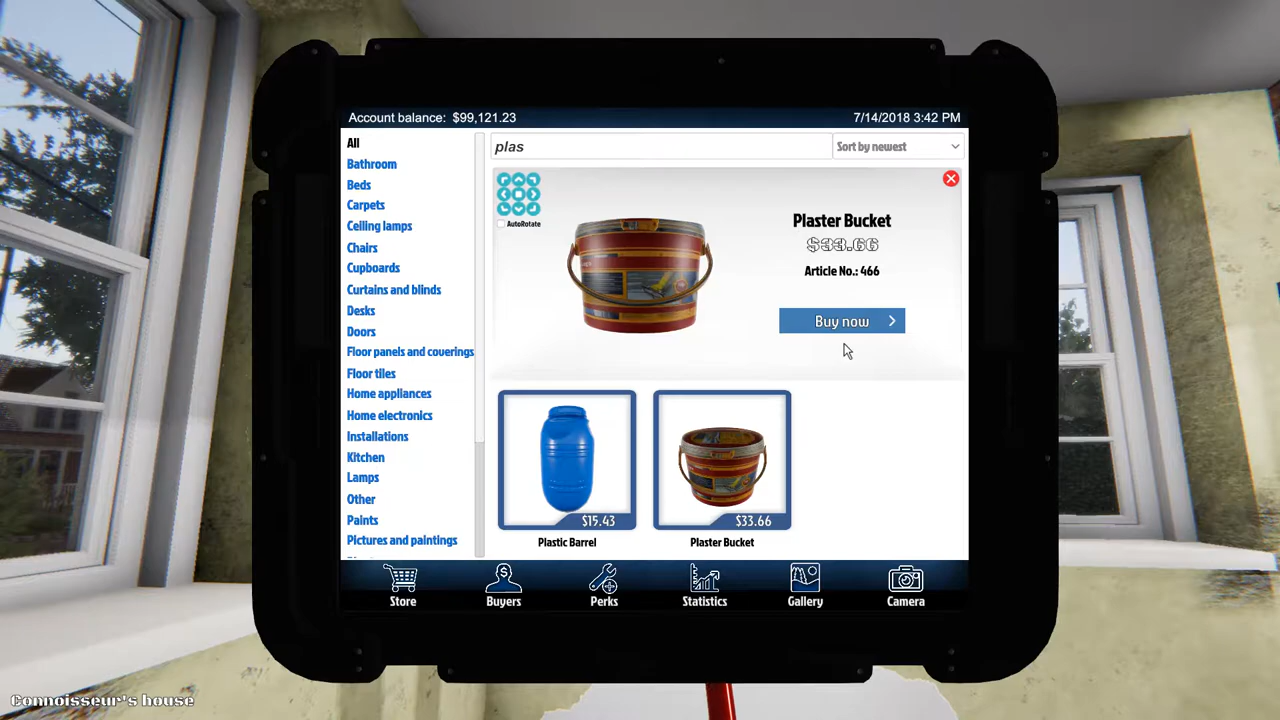 Account balance: $99,121.23
7/14/2018 3:42 PM
All
Bathroom
Beds
Carpets
Ceiling lamps
Chairs
Cupboards
Curtains and blinds
Desks
Doors
Floor panels and coverings
Floor tiles
Home appliances
Home electronics
Installations
Kitchen
Lamps
Other
Paints
Pictures and paintings
plas
Sort by newest
AutoRotate
Plaster Bucket
$33.66
Article No.: 466
Buy now
$15.43
Plastic Barrel
$33.66
Plaster Bucket
Store
Buyers
Perks
Statistics
Gallery
Camera
Connoisseur's house